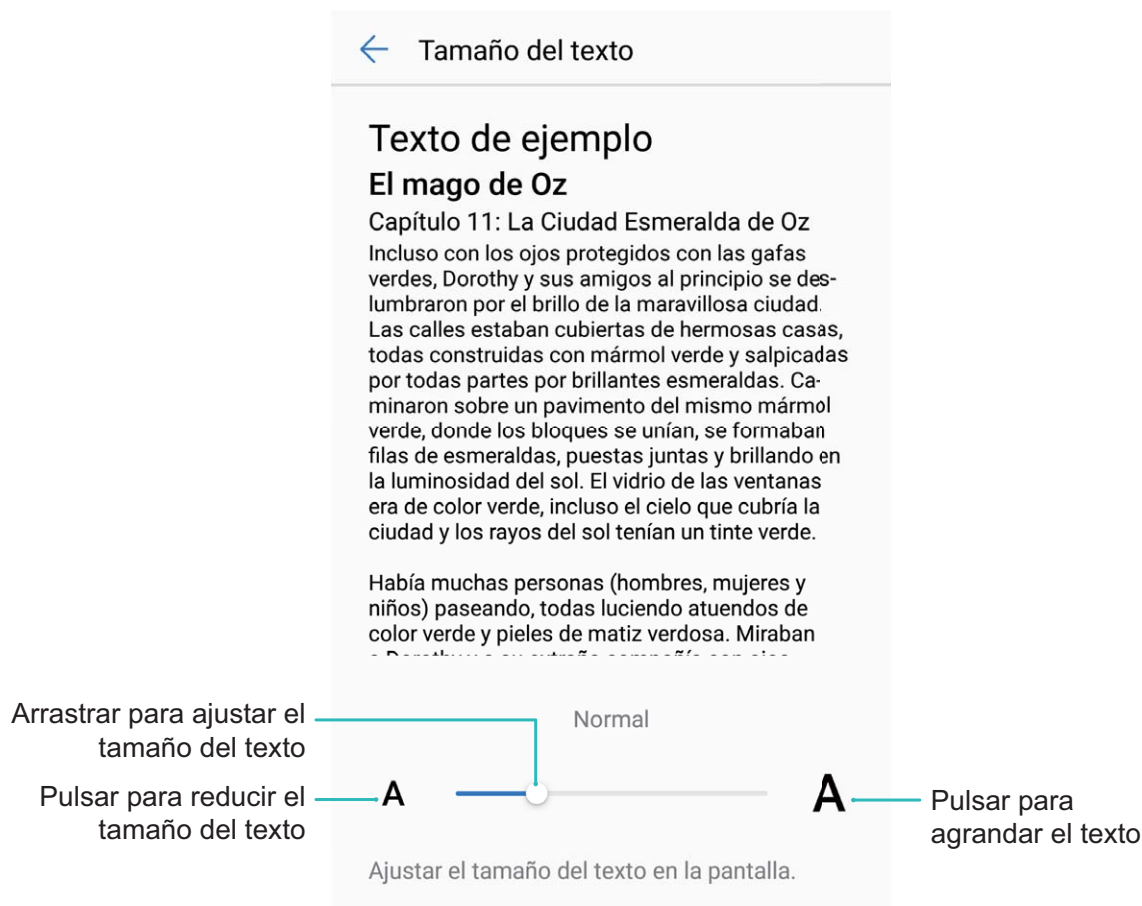 Tamaño del texto
Texto de ejemplo
El mago de Oz
Capítulo 11: La Ciudad Esmeralda de Oz
Incluso con los ojos protegidos con las gafas
verdes, Dorothy y sus amigos al principio se des-
lumbraron por el brillo de la maravillosa ciudad.
Las calles estaban cubiertas de hermosas casas,
todas construidas con mármol verde y salpicadas
por todas partes por brillantes esmeraldas. Ca-
minaron sobre un pavimento del mismo mármol
verde, donde los bloques se unían, se formaban
filas de esmeraldas, puestas juntas y brillando en
la luminosidad del sol. El vidrio de las ventanas
era de color verde, incluso el cielo que cubría la
ciudad y los rayos del sol tenían un tinte verde.
Había muchas personas (hombres, mujeres y
niños) paseando, todas luciendo atuendos de
color verde y pieles de matiz verdosa. Miraban
Arrastrar para ajustar el
tamaño del texto
Normal
Pulsar para reducir el
tamaño del texto
A
A
Pulsar para
agrandar el texto
Ajustar el tamaño del texto en la pantalla.